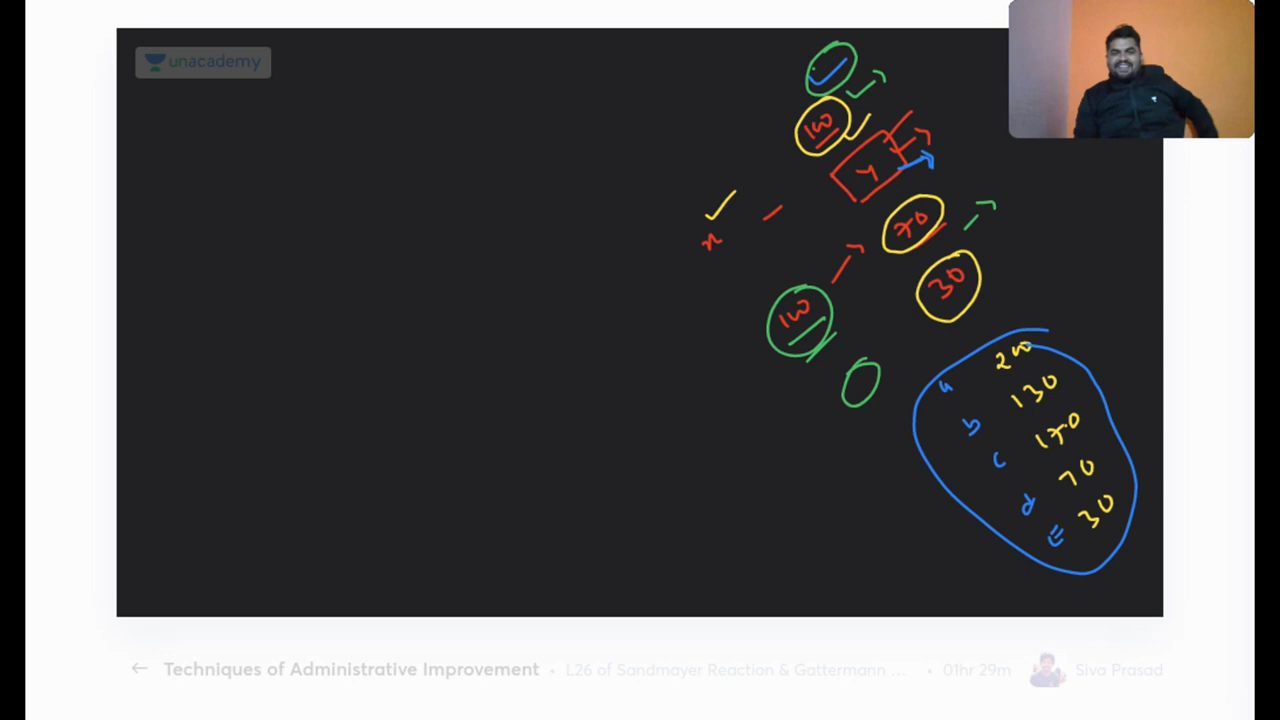 unacademy
100
Y
x
70
30
100
a 200
b 130
c 170
d 70
E 30
← Techniques of Administrative Improvement • L26 of Sandmayer Reaction & Gattermann ... • 01hr 29m Siva Prasad